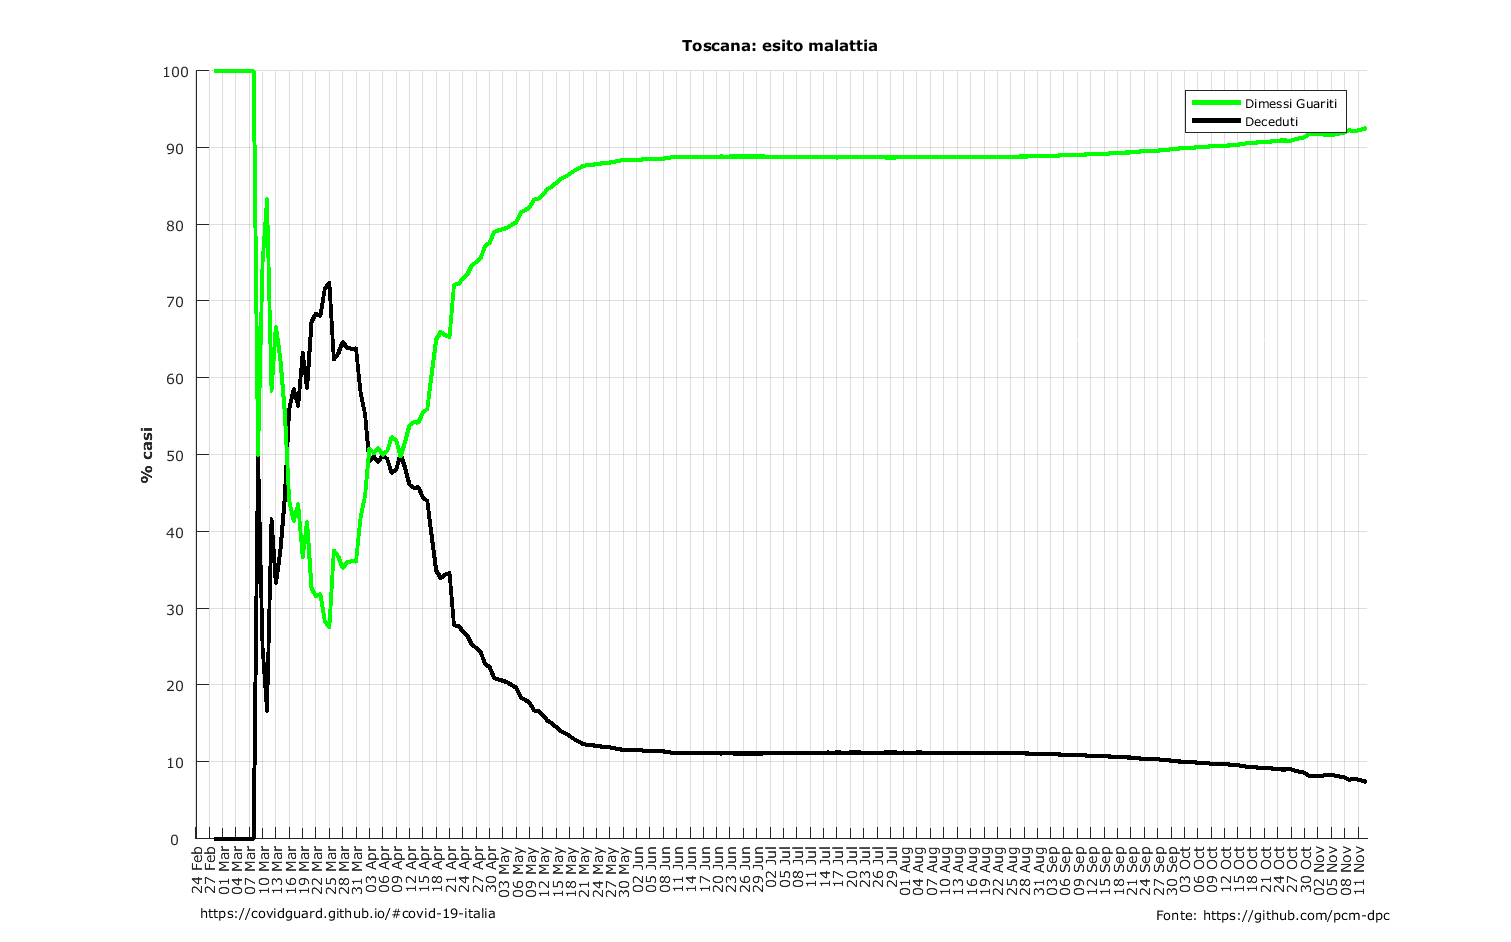 Toscana: esito malattia
Dimessi Guariti
Deceduti
% casi
100
90
80
70
60
50
40
30
20
10
0
24 Feb
27 Feb
01 Mar
04 Mar
07 Mar
10 Mar
13 Mar
16 Mar
19 Mar
22 Mar
25 Mar
28 Mar
31 Mar
03 Apr
06 Apr
09 Apr
12 Apr
15 Apr
18 Apr
21 Apr
24 Apr
27 Apr
30 Apr
03 May
06 May
09 May
12 May
15 May
18 May
21 May
24 May
27 May
30 May
02 Jun
05 Jun
08 Jun
11 Jun
14 Jun
17 Jun
20 Jun
23 Jun
26 Jun
29 Jun
02 Jul
05 Jul
08 Jul
11 Jul
14 Jul
17 Jul
20 Jul
23 Jul
26 Jul
29 Jul
01 Aug
04 Aug
07 Aug
10 Aug
13 Aug
16 Aug
19 Aug
22 Aug
25 Aug
28 Aug
31 Aug
03 Sep
06 Sep
09 Sep
12 Sep
15 Sep
18 Sep
21 Sep
24 Sep
27 Sep
30 Sep
03 Oct
06 Oct
09 Oct
12 Oct
15 Oct
18 Oct
21 Oct
24 Oct
27 Oct
30 Oct
02 Nov
05 Nov
08 Nov
11 Nov
https://covidguard.github.io/#covid-19-italia
Fonte: https://github.com/pcm-dpc